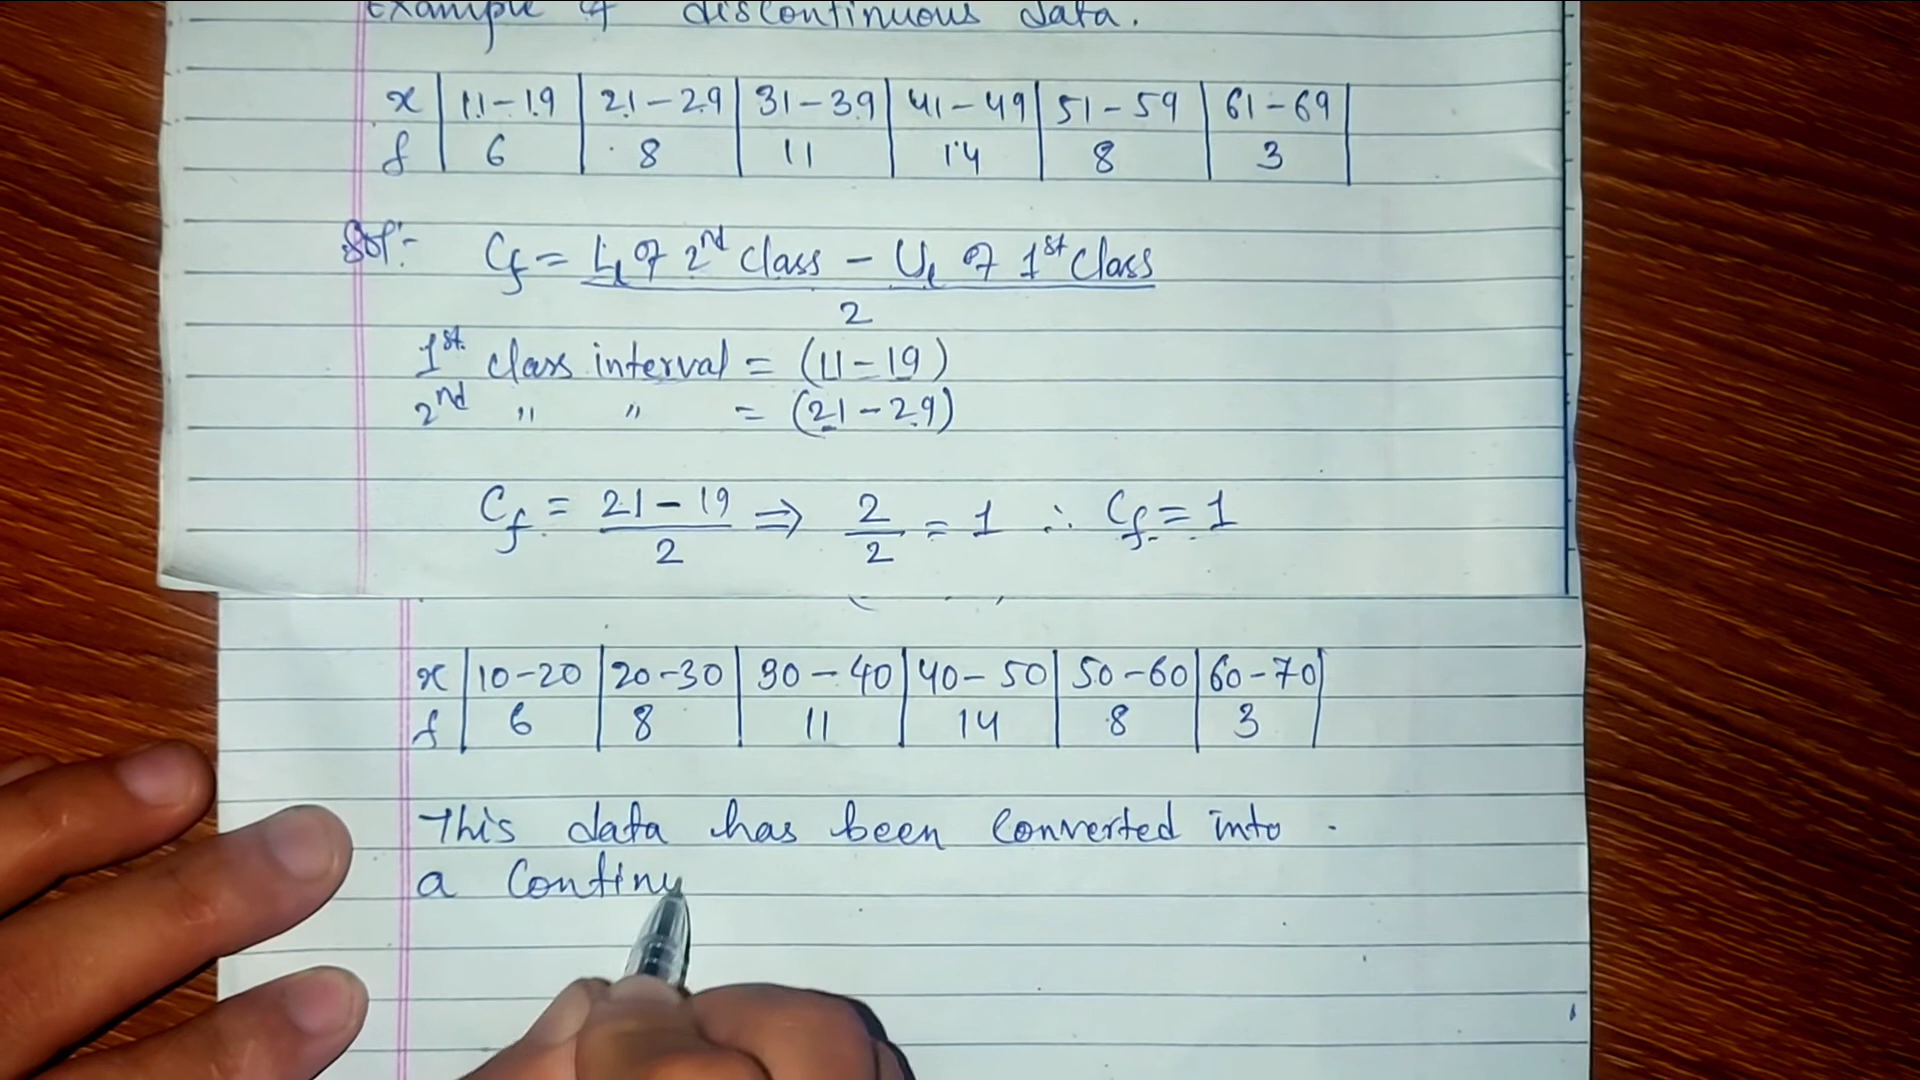 Example of discontinuous data.
x | 11-19 | 21-29 | 31-39 | 41-49 | 51-59 | 61-69 |
f | 6 | 8 | 11 | 14 | 8 | 3 |
Sol:- Cf = Ll of 2nd class - Ul of 1st class
2
1st class interval = (11-19)
2nd " " = (21-29)
Cf = 21-19 ⇒ 2 = 1 ∴ Cf = 1
2 2
x | 10-20 | 20-30 | 30-40 | 40-50 | 50-60 | 60-70 |
f | 6 | 8 | 11 | 14 | 8 | 3 |
This data has been converted into
a Continu